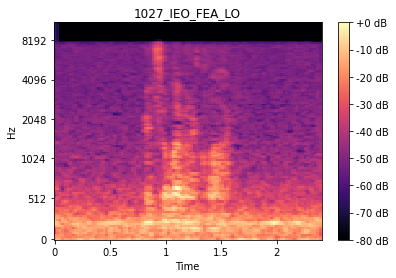 1027_IEO_FEA_LO
8192
4096
2048
1024
512
0
Hz
0
0.5
1
1.5
2
Time
+0 dB
-10 dB
-20 dB
-30 dB
-40 dB
-50 dB
-60 dB
-70 dB
-80 dB